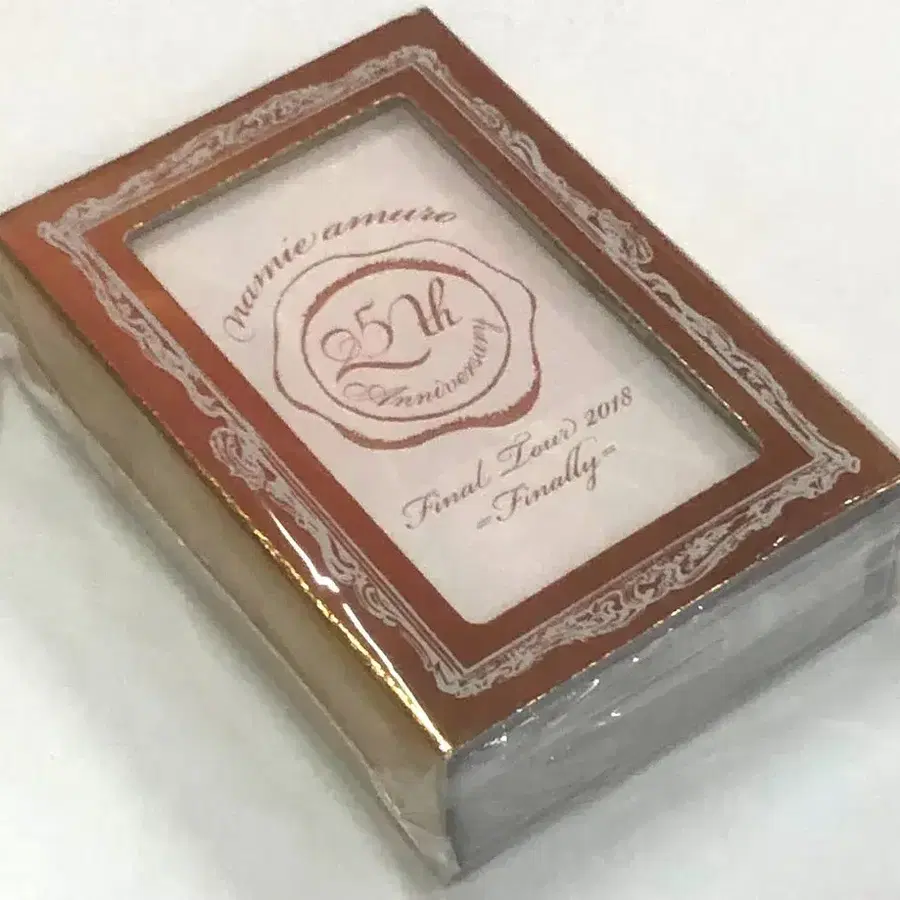 namie amuro
25th
Anniversary
Final Tour 2018
=Finally=